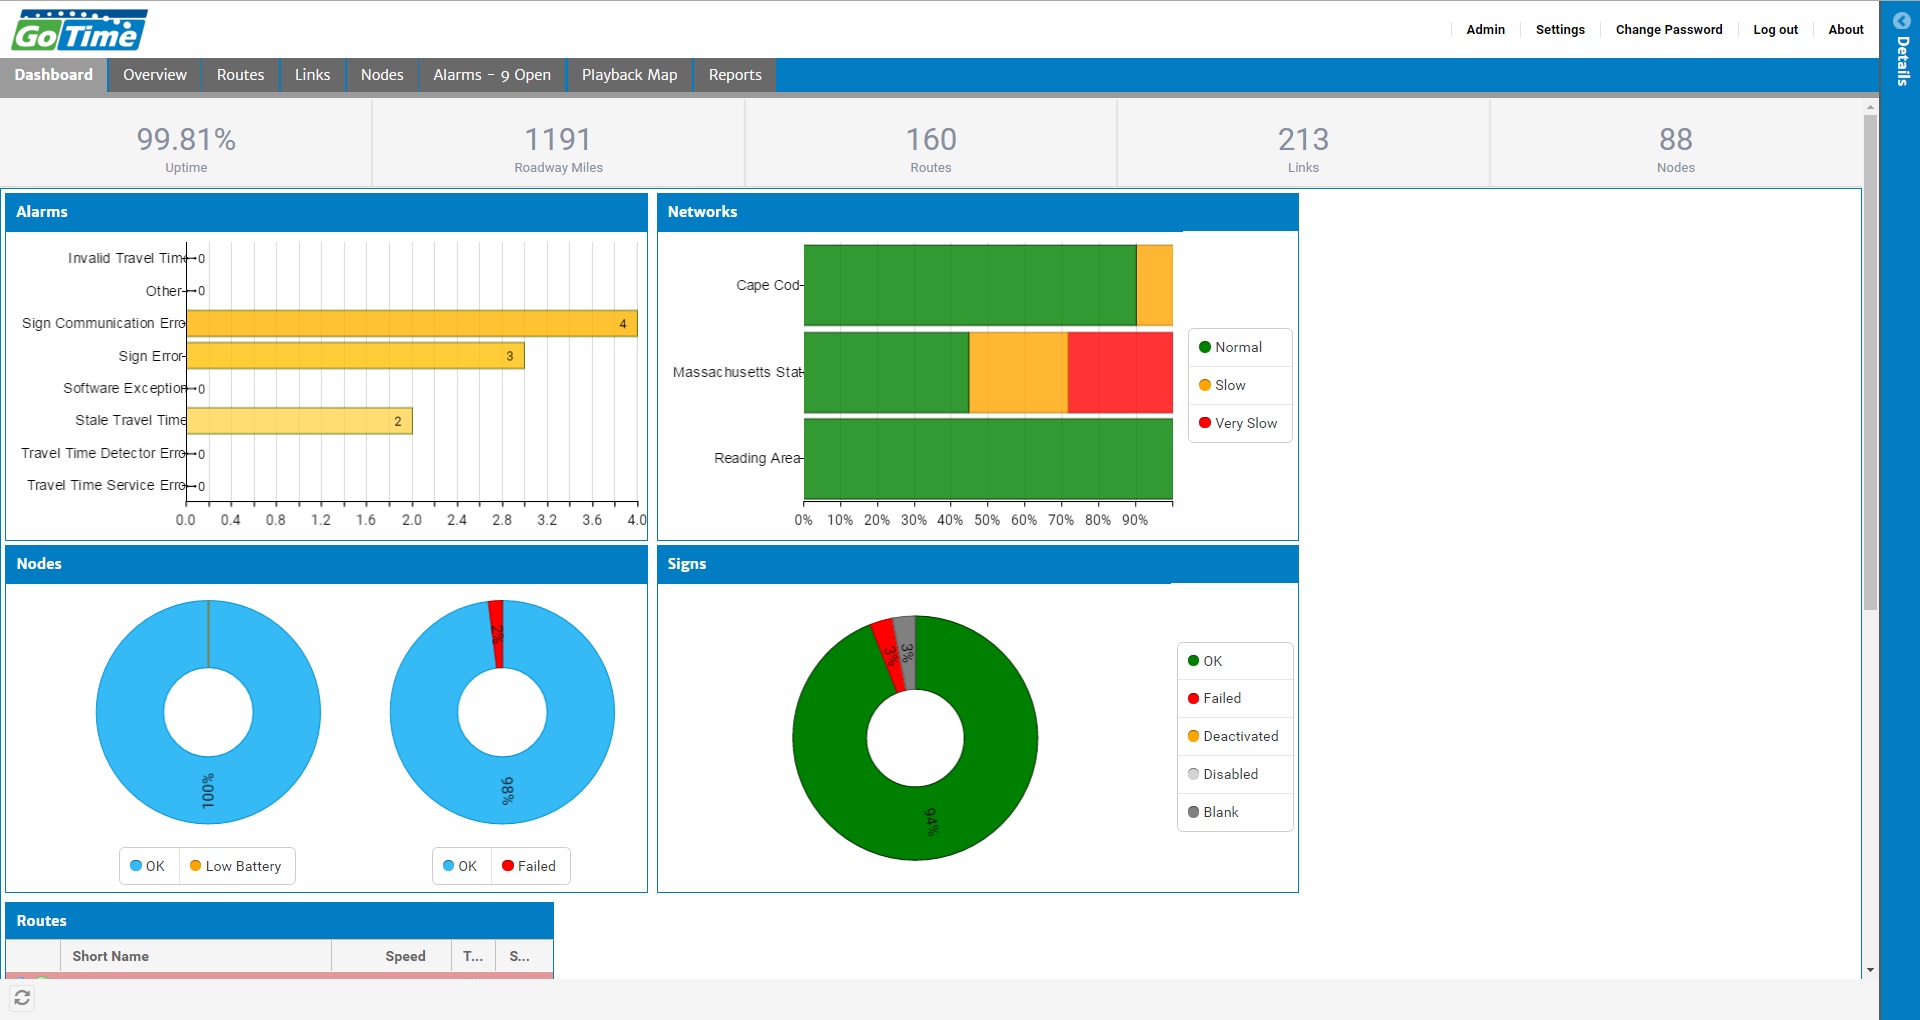 GoTime
Admin
Settings
Change Password
Log out
About
Dashboard
Overview
Routes
Links
Nodes
Alarms - 9 Open
Playback Map
Reports
99.81%
Uptime
1191
Roadway Miles
160
Routes
213
Links
88
Nodes
Alarms
Invalid Travel Time
0
Other
0
Sign Communication Erro
4
Sign Error
3
Software Exception
0
Stale Travel Time
2
Travel Time Detector Erro
0
Travel Time Service Erro
0
0.0 0.4 0.8 1.2 1.6 2.0 2.4 2.8 3.2 3.6 4.0
Networks
Cape Cod
Massachusetts Stat
Reading Area
0% 10% 20% 30% 40% 50% 60% 70% 80% 90%
Normal
Slow
Very Slow
Nodes
100%
OK
Low Battery
2%
98%
OK
Failed
Signs
3%
3%
94%
OK
Failed
Deactivated
Disabled
Blank
Routes
Short Name
Speed
T...
S...
Details